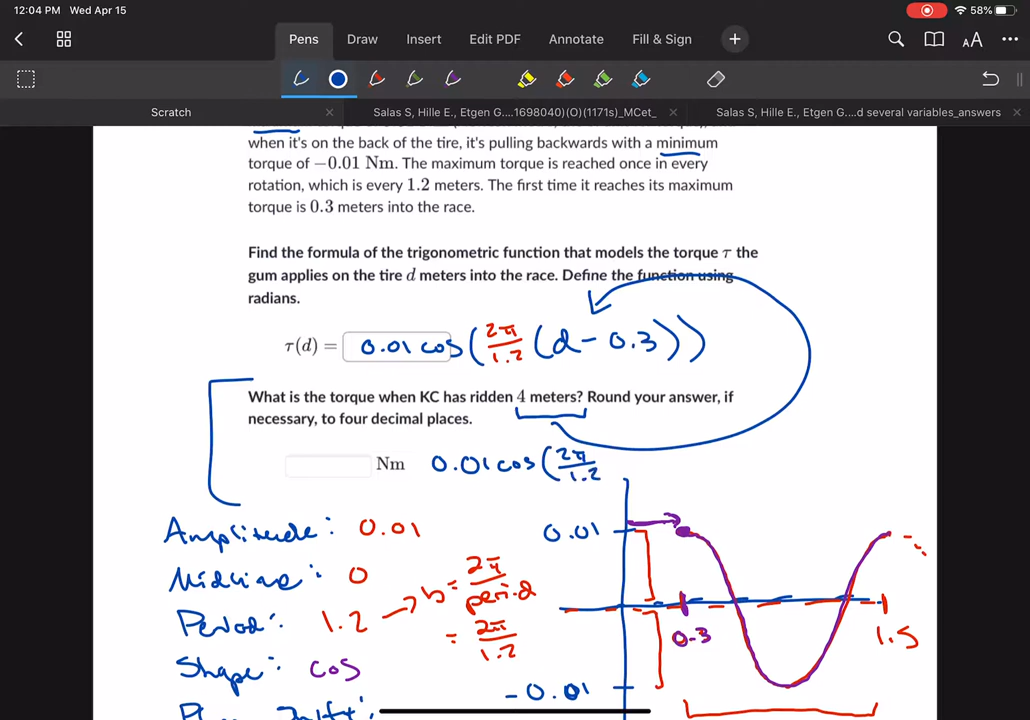 12:04 PM Wed Apr 15
58%
Pens Draw Insert Edit PDF Annotate Fill & Sign
AA
Scratch × Salas S, Hille E., Etgen G....1698040)(O)(1171s)_MCet_ × Salas S, Hille E., Etgen G....d several variables_answers
when it's on the back of the tire, it's pulling backwards with a minimum
torque of −0.01 Nm. The maximum torque is reached once in every
rotation, which is every 1.2 meters. The first time it reaches its maximum
torque is 0.3 meters into the race.
Find the formula of the trigonometric function that models the torque τ the
gum applies on the tire d meters into the race. Define the function using
radians.
τ(d) = 0.01 cos(2π/1.2 (d − 0.3))
What is the torque when KC has ridden 4 meters? Round your answer, if
necessary, to four decimal places.
Nm 0.01 cos(2π/1.2
Amplitude: 0.01
Midline: 0
Period: 1.2 → b = 2π/period
= 2π/1.2
Shape: cos
Phase Shift:
0.01
0.3
1.5
−0.01